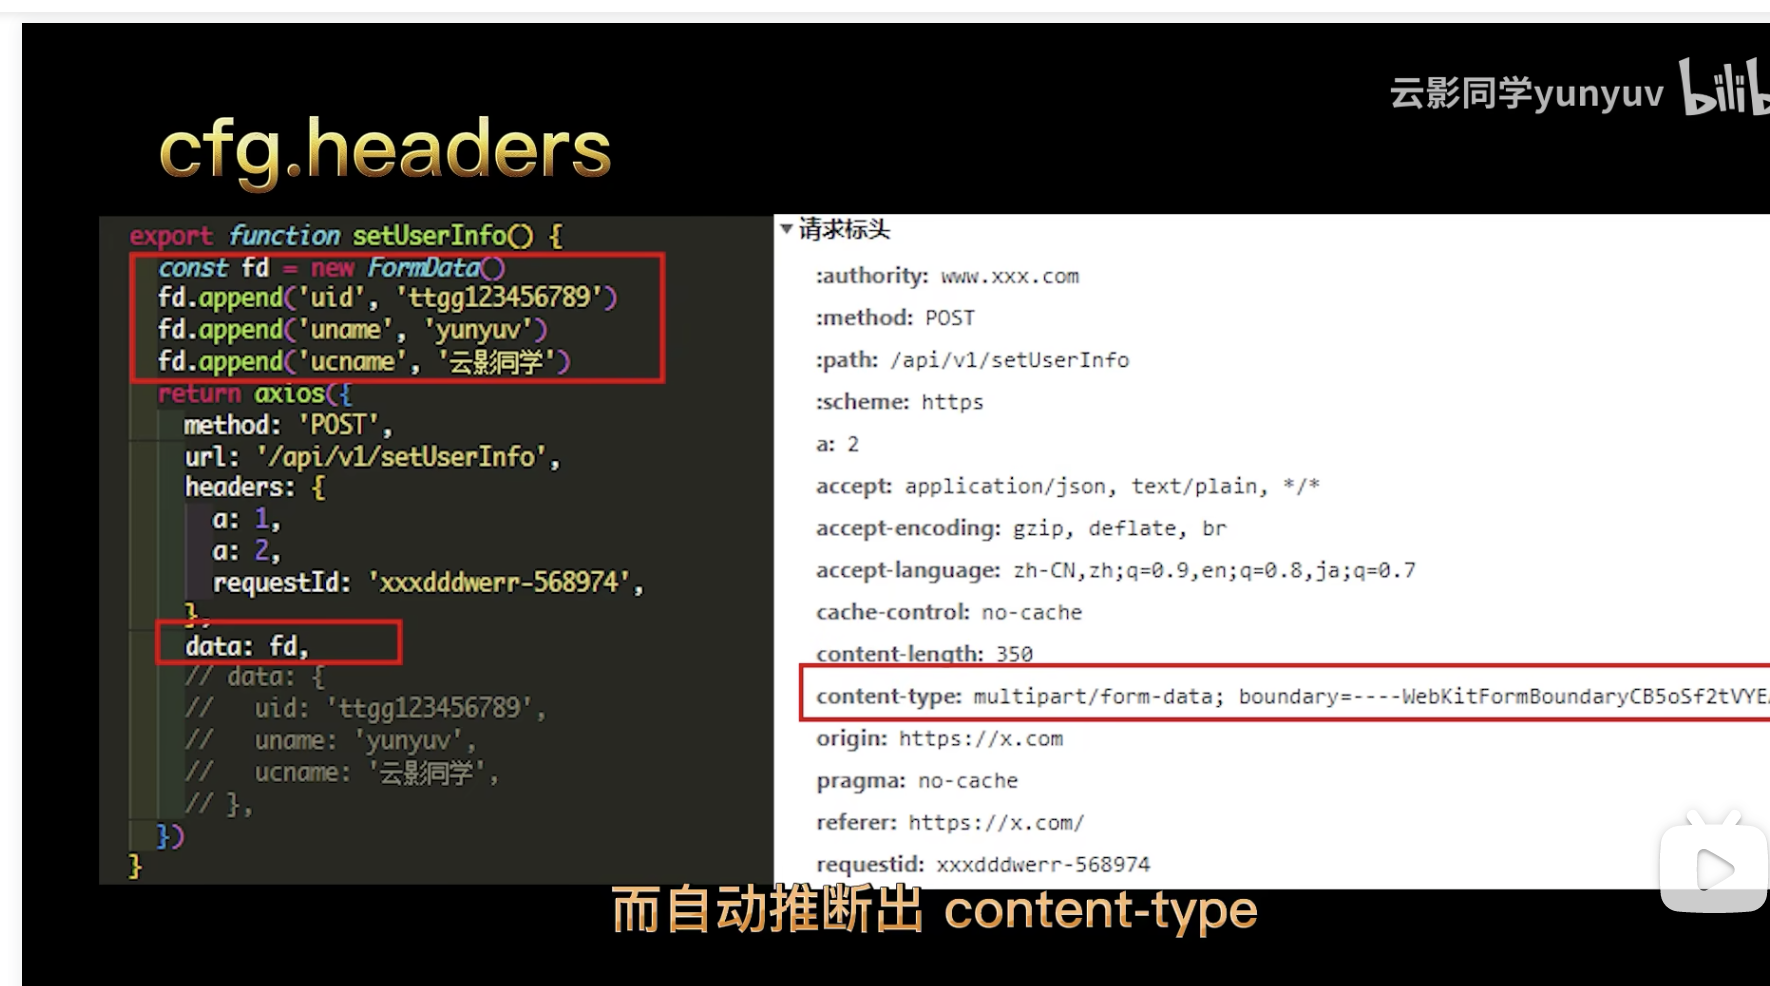 云影同学yunyuv bilib
cfg.headers
export function setUserInfo() {
const fd = new FormData()
fd.append('uid', 'ttgg123456789')
fd.append('uname', 'yunyuv')
fd.append('ucname', '云影同学')
return axios({
method: 'POST',
url: '/api/v1/setUserInfo',
headers: {
a: 1,
a: 2,
requestId: 'xxxdddwerr-568974',
},
data: fd,
// data: {
//   uid: 'ttgg123456789',
//   uname: 'yunyuv',
//   ucname: '云影同学',
// },
})
}
请求标头
:authority: www.xxx.com
:method: POST
:path: /api/v1/setUserInfo
:scheme: https
a: 2
accept: application/json, text/plain, */*
accept-encoding: gzip, deflate, br
accept-language: zh-CN,zh;q=0.9,en;q=0.8,ja;q=0.7
cache-control: no-cache
content-length: 350
content-type: multipart/form-data; boundary=----WebKitFormBoundaryCB5oSf2tVYE
origin: https://x.com
pragma: no-cache
referer: https://x.com/
requestid: xxxdddwerr-568974
而自动推断出 content-type